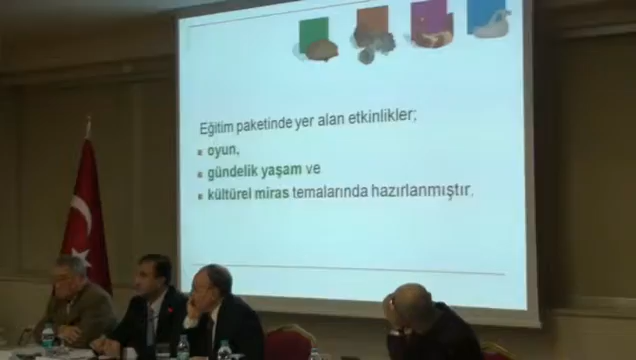 Eğitim paketinde yer alan etkinlikler;
oyun,
gündelik yaşam ve
kültürel miras temalarında hazırlanmıştır.